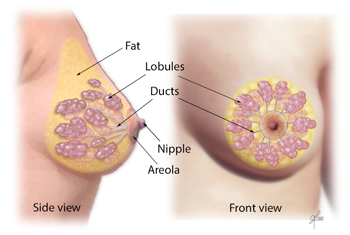 Fat
Lobules
Ducts
Nipple
Areola
Side view
Front view